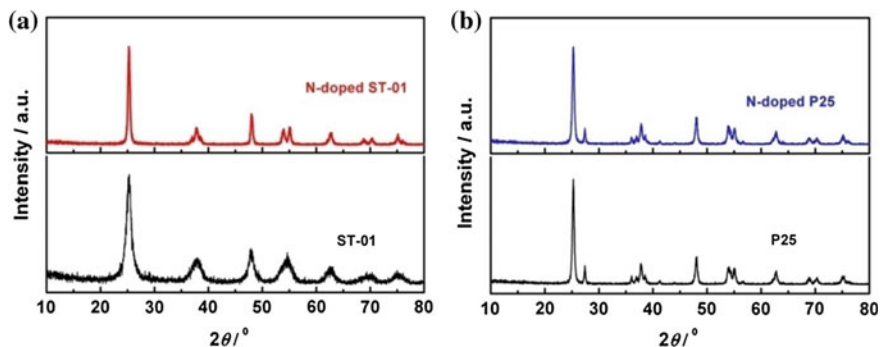 (a)
Intensity / a.u.
N-doped ST-01
ST-01
10 20 30 40 50 60 70 80
2θ/°
(b)
Intensity / a.u.
N-doped P25
P25
10 20 30 40 50 60 70 80
2θ/°